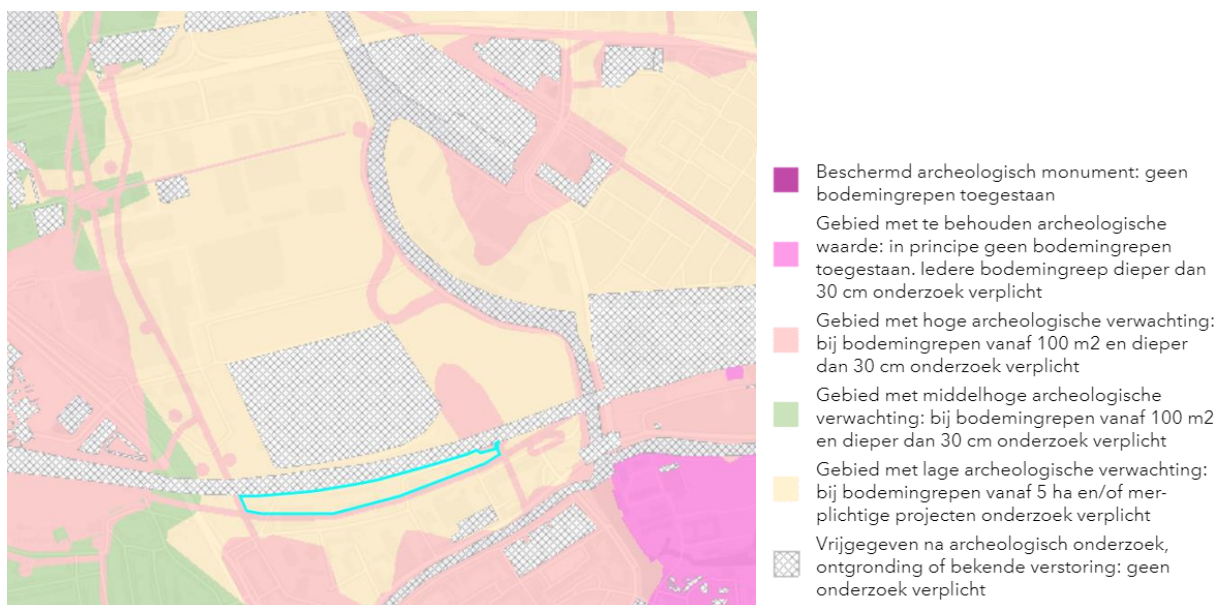 Beschermd archeologisch monument: geen
bodemingrepen toegestaan
Gebied met te behouden archeologische
waarde: in principe geen bodemingrepen
toegestaan. Iedere bodemingreep dieper dan
30 cm onderzoek verplicht
Gebied met hoge archeologische verwachting:
bij bodemingrepen vanaf 100 m2 en dieper
dan 30 cm onderzoek verplicht
Gebied met middelhoge archeologische
verwachting: bij bodemingrepen vanaf 100 m2
en dieper dan 30 cm onderzoek verplicht
Gebied met lage archeologische verwachting:
bij bodemingrepen vanaf 5 ha en/of mer-
plichtige projecten onderzoek verplicht
Vrijgegeven na archeologisch onderzoek,
ontgronding of bekende verstoring: geen
onderzoek verplicht